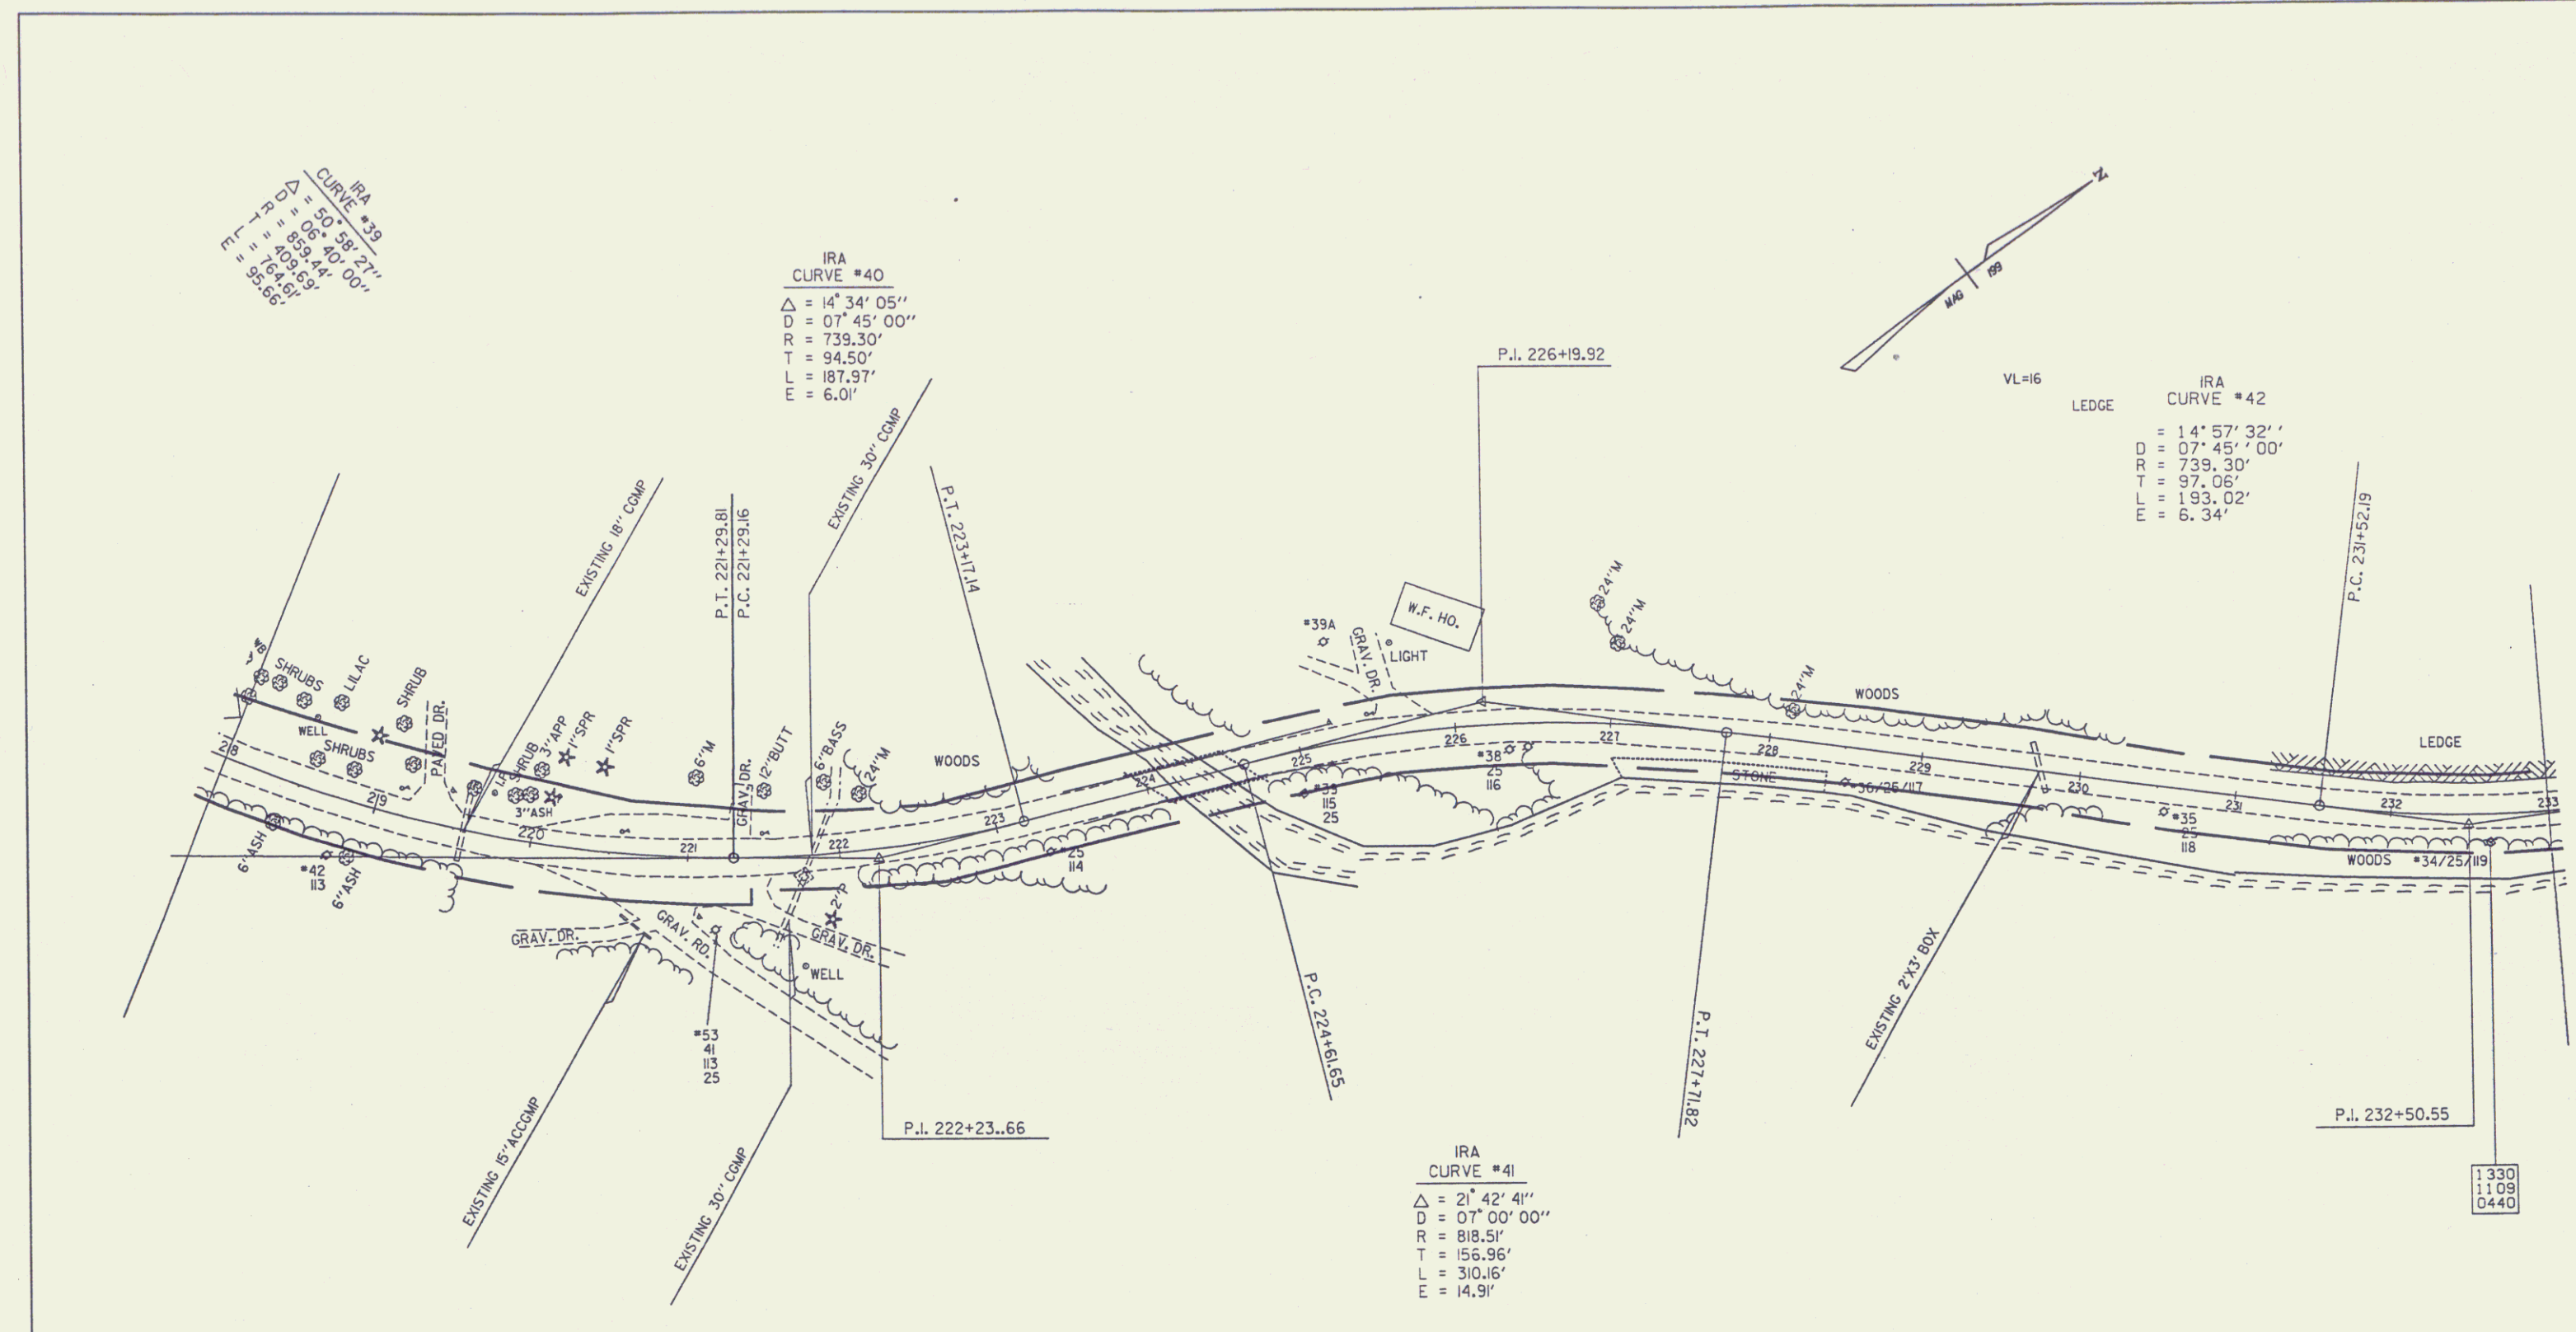 IRA
CURVE #39
△ = 50° 58' 27"
D = 06° 40' 00"
R = 859.44'
T = 409.69'
L = 764.61'
E = 95.66'
IRA
CURVE #40
△ = 14° 34' 05"
D = 07° 45' 00"
R = 739.30'
T = 94.50'
L = 187.97'
E = 6.01'
N
MAG
199
P.I. 226+19.92
VL=16
LEDGE
IRA
CURVE #42
= 14° 57' 32''
D = 07° 45' ' 00'
R = 739.30'
T = 97.06'
L = 193.02'
E = 6.34'
EXISTING 18" CGMP
P.T. 221+29.81
P.C. 221+29.16
EXISTING 30" CGMP
P.T. 223+17.14
P.C. 231+52.19
SHRUBS
LILAC
SHRUB
WELL
SHRUBS
PAVED DR.
I.P.
SHRUB
3"APP
1"SPR
1"SPR
3"ASH
6"M
GRAV. DR.
12"BUTT
6"BASS
24"M
WOODS
#39A
GRAV. DR.
LIGHT
W.F. HO.
24"M
24"M
24"M
WOODS
LEDGE
218
219
220
221
222
223
224
225
226
227
228
229
230
231
232
233
6"ASH
#42
113
6"ASH
25
114
#39
115
25
#38
25
116
STONE
#36/25/117
#35
25
118
WOODS
#34/25/119
GRAV. DR.
GRAV. RD.
2"P
GRAV. DR.
WELL
#53
41
113
25
EXISTING 15"ACCGMP
EXISTING 30" CGMP
P.I. 222+23..66
P.C. 224+61.65
P.T. 227+71.82
EXISTING 2'X3' BOX
P.I. 232+50.55
1330
1109
0440
IRA
CURVE #41
△ = 21° 42' 41"
D = 07° 00' 00"
R = 818.51'
T = 156.96'
L = 310.16'
E = 14.91'